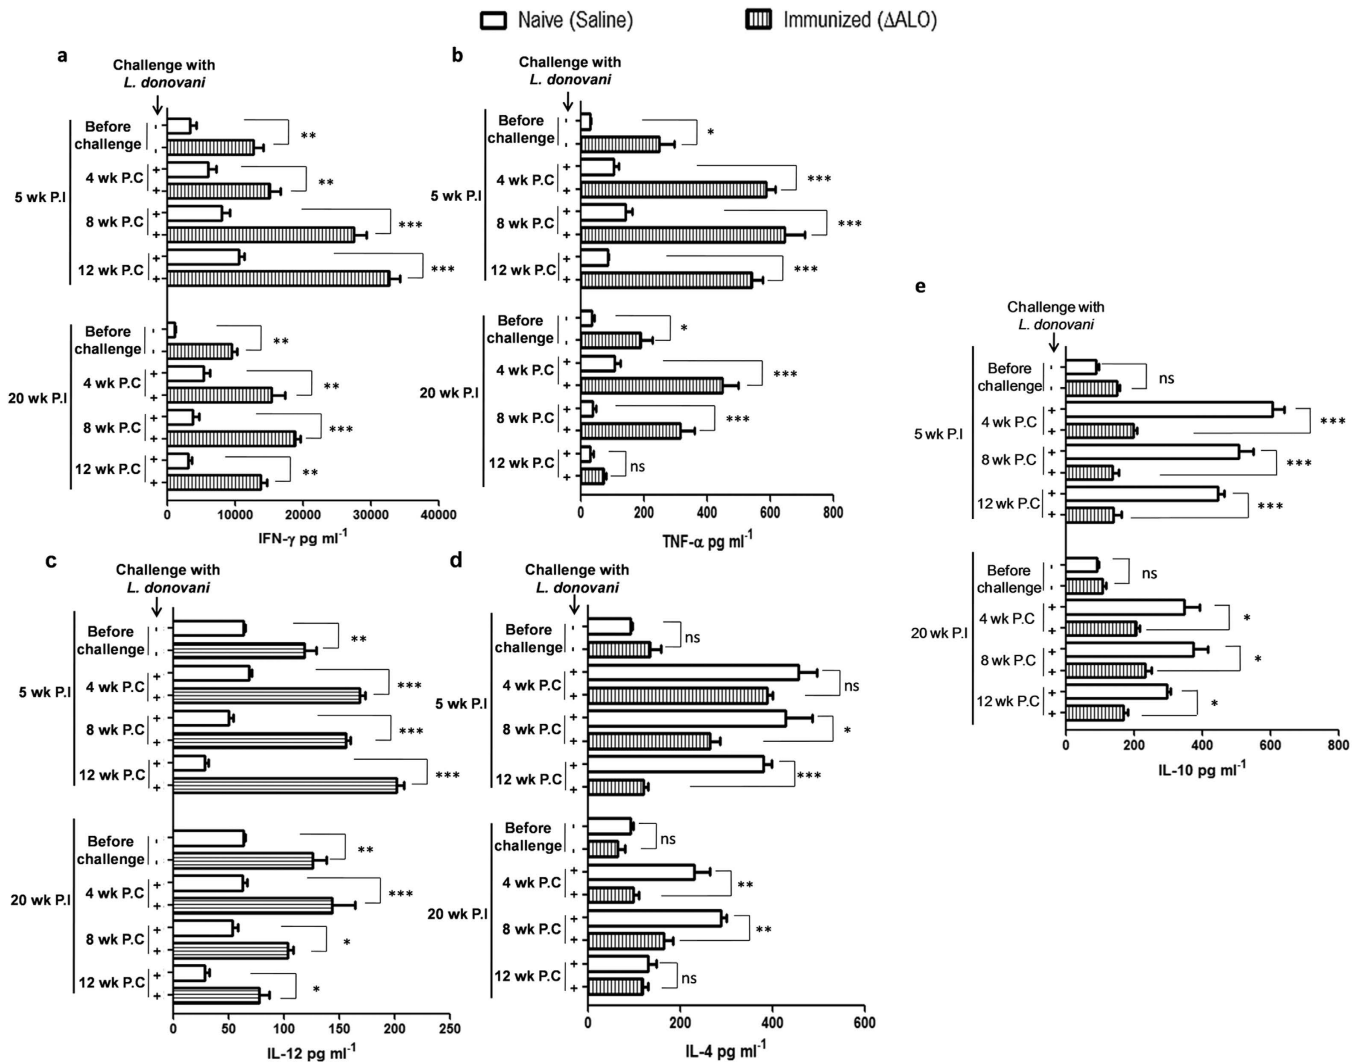 Naive (Saline)
Immunized (ΔALO)
a
Challenge with
L. donovani
5 wk P.I
Before
challenge
-
-
**
4 wk P.C
+
+
**
8 wk P.C
+
+
***
12 wk P.C
+
+
***
20 wk P.I
Before
challenge
-
-
**
4 wk P.C
+
+
**
8 wk P.C
+
+
***
12 wk P.C
+
+
**
0 10000 20000 30000 40000
IFN-γ pg ml-1
b
Challenge with
L. donovani
5 wk P.I
Before
challenge
-
-
*
4 wk P.C
+
+
***
8 wk P.C
+
+
***
12 wk P.C
+
+
***
20 wk P.I
Before
challenge
-
-
*
4 wk P.C
+
+
***
8 wk P.C
+
+
***
12 wk P.C
+
+
ns
0 200 400 600 800
TNF-α pg ml-1
c
Challenge with
L. donovani
5 wk P.I
Before
challenge
-
-
**
4 wk P.C
+
+
***
8 wk P.C
+
+
***
12 wk P.C
+
+
***
20 wk P.I
Before
challenge
-
-
**
4 wk P.C
+
+
***
8 wk P.C
+
+
*
12 wk P.C
+
+
*
0 50 100 150 200 250
IL-12 pg ml-1
d
Challenge with
L. donovani
5 wk P.I
Before
challenge
-
-
ns
4 wk P.C
+
+
ns
8 wk P.C
+
+
*
12 wk P.C
+
+
***
20 wk P.I
Before
challenge
-
-
ns
4 wk P.C
+
+
**
8 wk P.C
+
+
**
12 wk P.C
+
+
ns
0 200 400 600
IL-4 pg ml-1
e
Challenge with
L. donovani
5 wk P.I
Before
challenge
-
-
ns
4 wk P.C
+
+
***
8 wk P.C
+
+
***
12 wk P.C
+
+
***
20 wk P.I
Before
challenge
-
-
ns
4 wk P.C
+
+
*
8 wk P.C
+
+
*
12 wk P.C
+
+
*
0 200 400 600 800
IL-10 pg ml-1